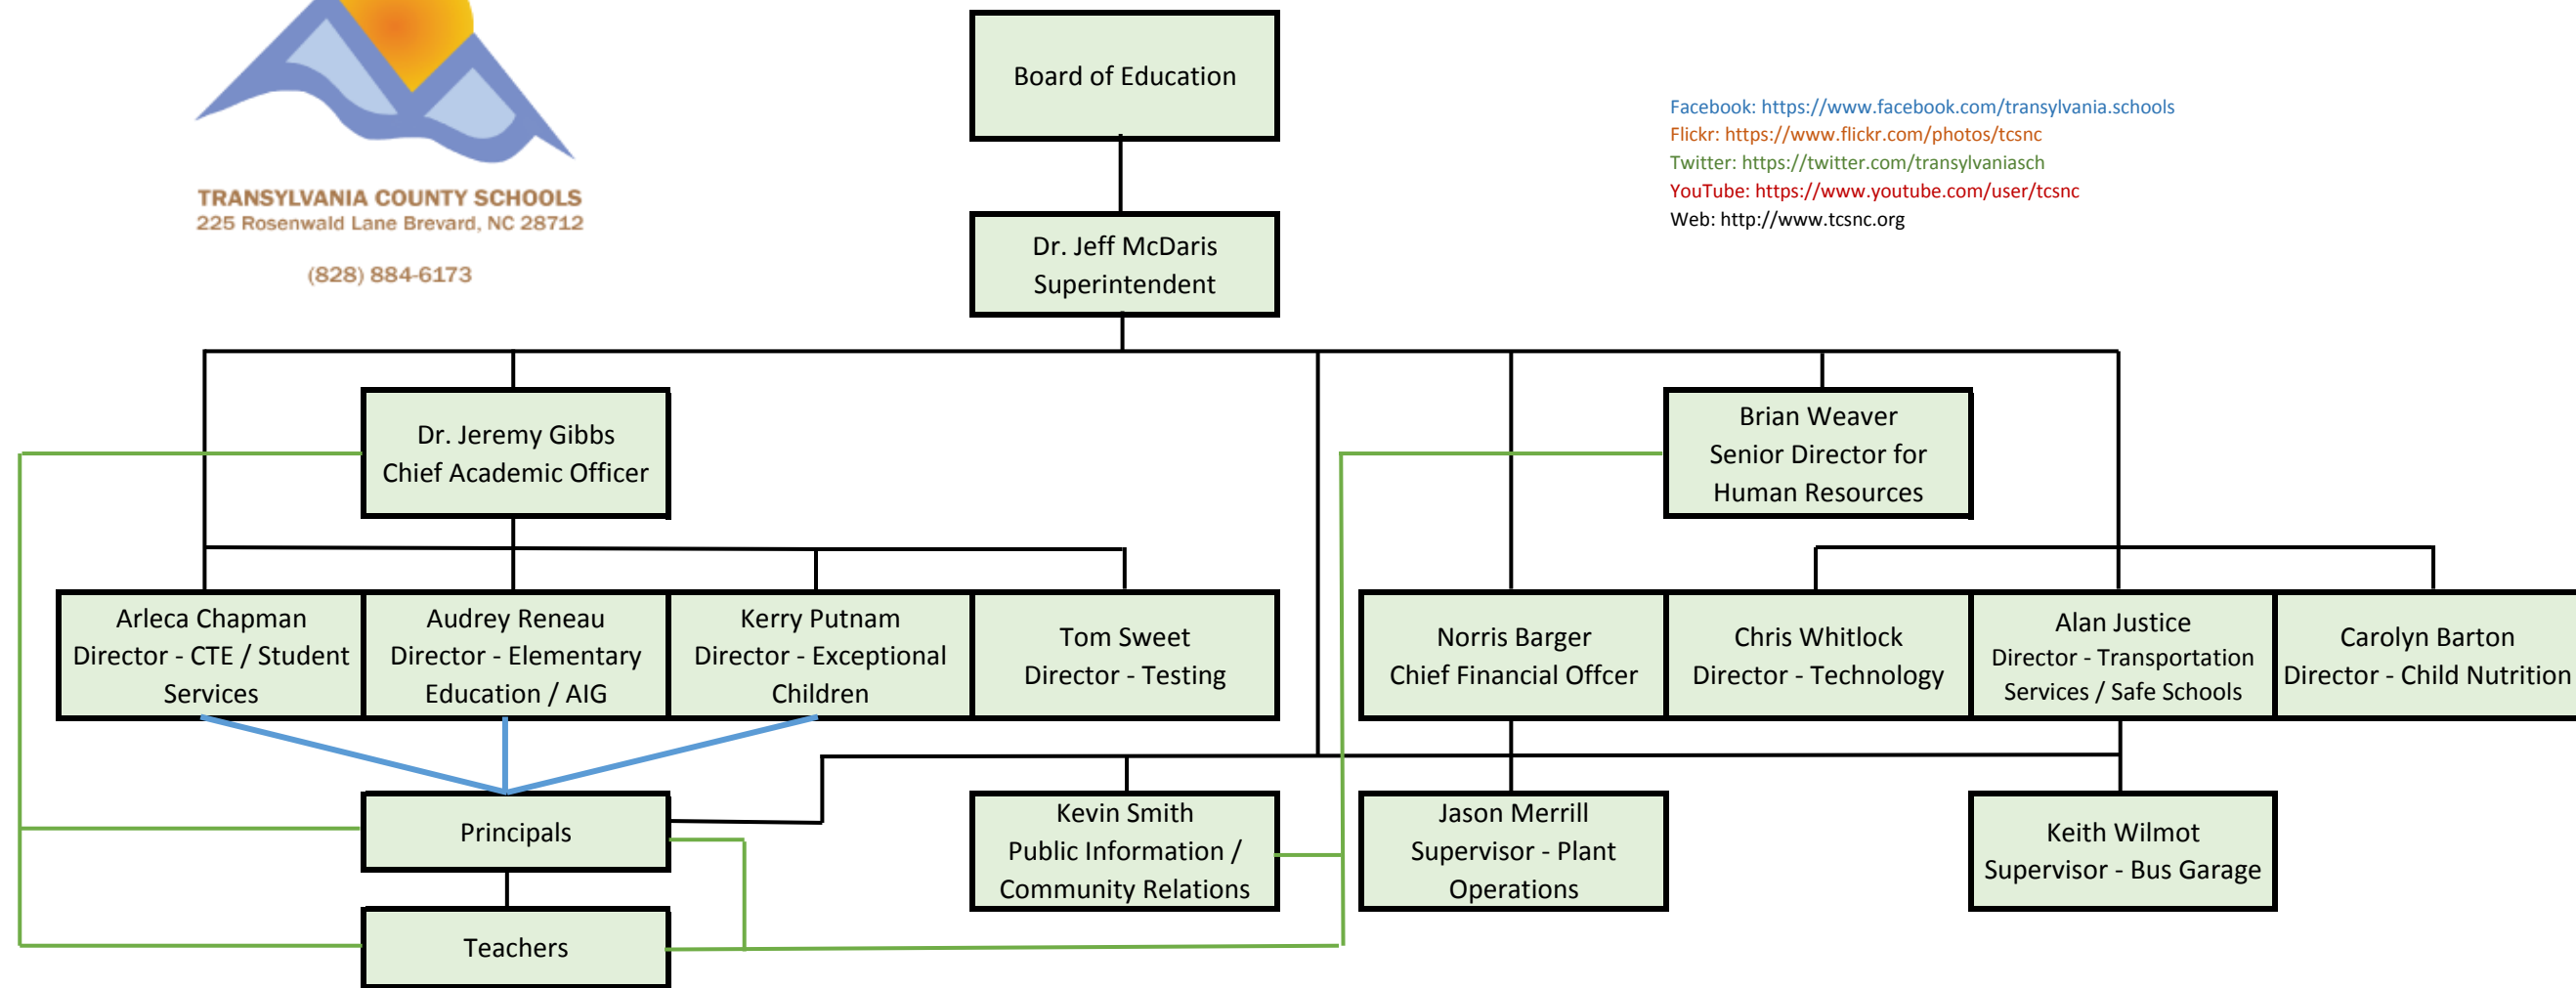 Board of Education
Facebook: https://www.facebook.com/transylvania.schools
Flickr: https://www.flickr.com/photos/tcsnc
Twitter: https://twitter.com/transylvaniasch
YouTube: https://www.youtube.com/user/tcsnc
Web: http://www.tcsnc.org
TRANSYLVANIA COUNTY SCHOOLS
225 Rosenwald Lane Brevard, NC 28712
(828) 884-6173
Dr. Jeff McDaris
Superintendent
Dr. Jeremy Gibbs
Chief Academic Officer
Brian Weaver
Senior Director for
Human Resources
Arleca Chapman
Director - CTE / Student
Services
Audrey Reneau
Director - Elementary
Education / AIG
Kerry Putnam
Director - Exceptional
Children
Tom Sweet
Director - Testing
Norris Barger
Chief Financial Offcer
Chris Whitlock
Director - Technology
Alan Justice
Director - Transportation
Services / Safe Schools
Carolyn Barton
Director - Child Nutrition
Principals
Kevin Smith
Public Information /
Community Relations
Jason Merrill
Supervisor - Plant
Operations
Keith Wilmot
Supervisor - Bus Garage
Teachers